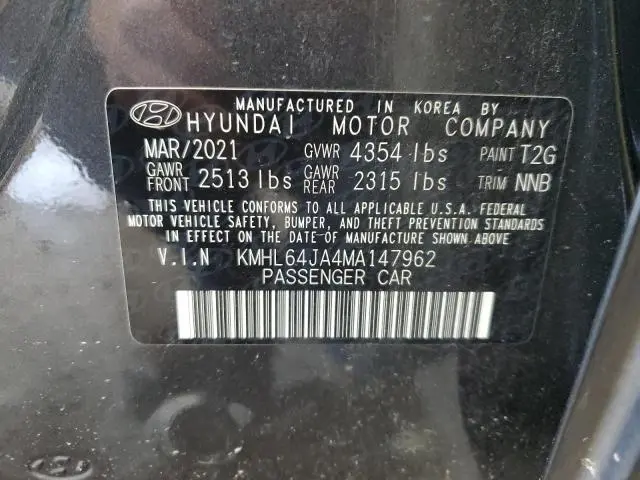 MANUFACTURED IN KOREA BY
HYUNDAI MOTOR COMPANY
MAR/2021 GVWR 4354 lbs PAINT T2G
GAWR FRONT 2513 lbs GAWR REAR 2315 lbs TRIM NNB
THIS VEHICLE CONFORMS TO ALL APPLICABLE U.S.A. FEDERAL
MOTOR VEHICLE SAFETY, BUMPER, AND THEFT PREVENTION STANDARDS
IN EFFECT ON THE DATE OF MANUFACTURE SHOWN ABOVE.
V.I.N KMHL64JA4MA147962
PASSENGER CAR